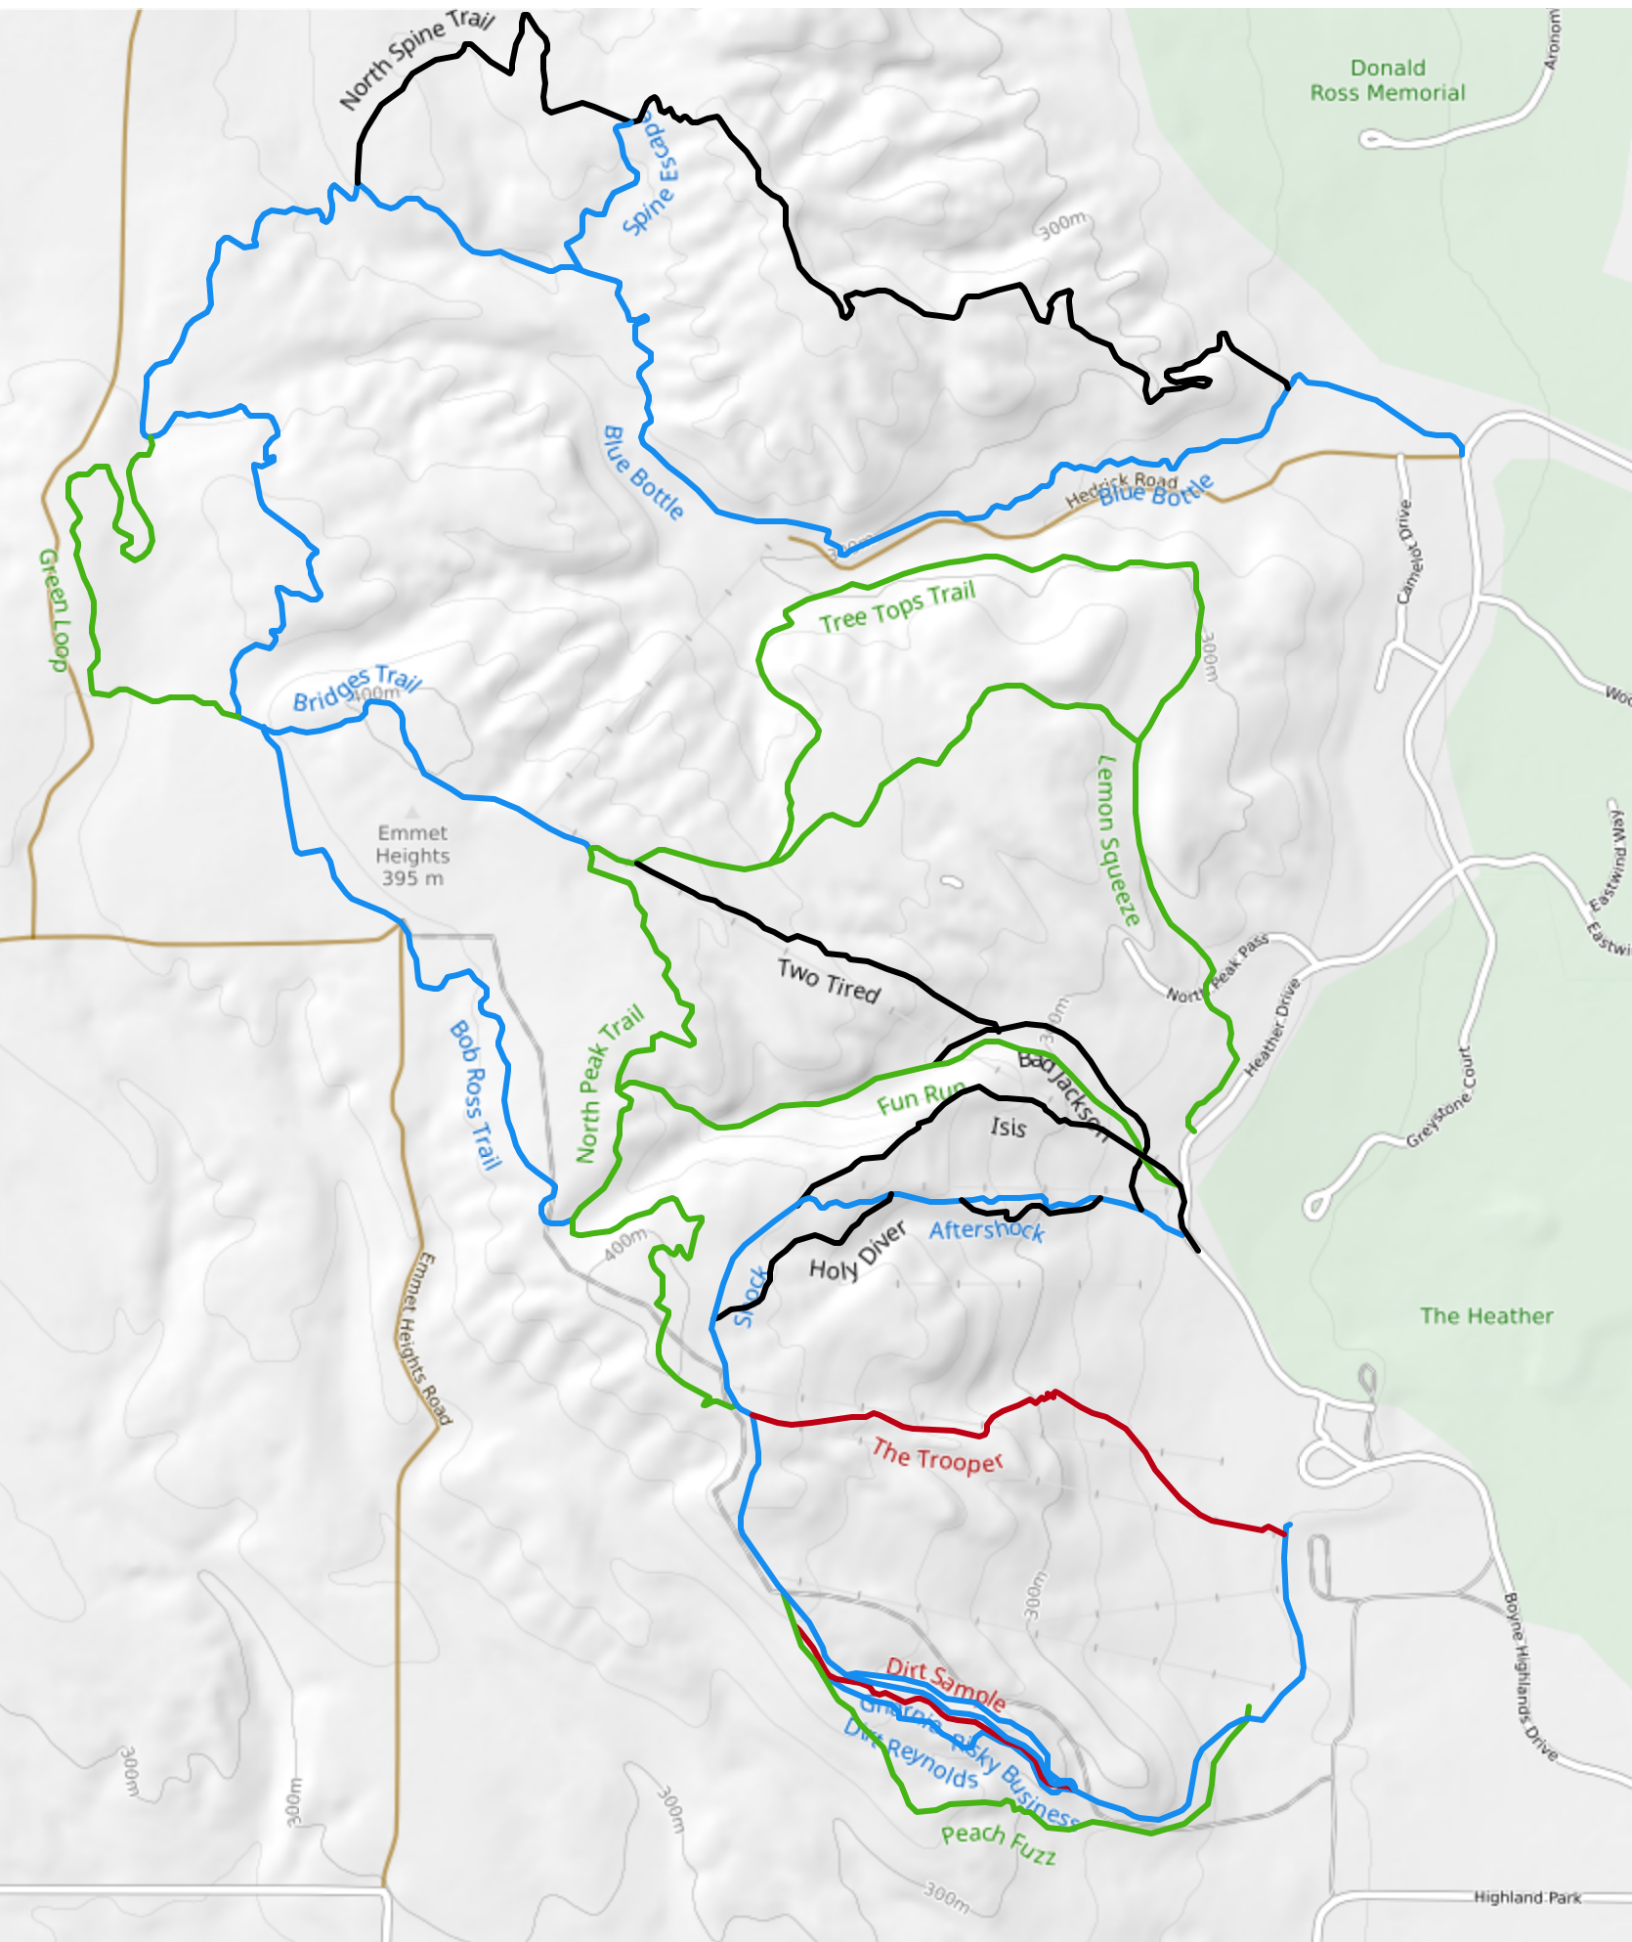 North Spine Trail
Donald
Ross Memorial
Spine Escape
300m
Blue Bottle
Hedrick Road
Blue Bottle
Camelot Drive
Green Loop
Tree Tops Trail
300m
Bridges Trail
400m
Emmet
Heights
395 m
Lemon Squeeze
Eastwind Way
North Peak Pass
Two Tired
Heather Drive
Bob Ross Trail
North Peak Trail
Bad Jackson
Fun Run
Isis
Greystone Court
400m
Aftershock
Holy Diver
Shock
Emmet Heights Road
The Heather
The Trooper
300m
Dirt Sample
Risky Business
Dirt Reynolds
Boyne Highlands Drive
300m
300m
300m
Peach Fuzz
300m
Highland Park